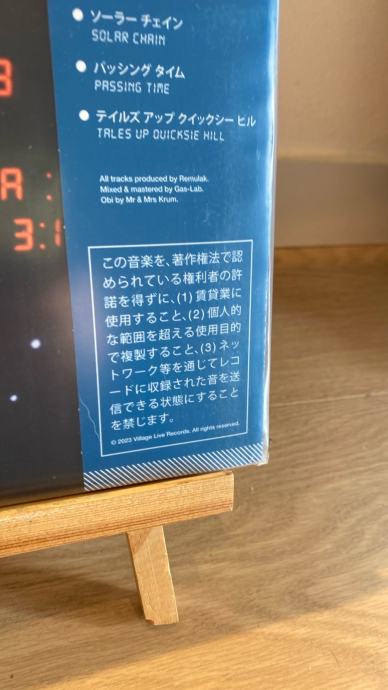 ソーラー チェイン
SOLAR CHAIN
パッシング タイム
PASSING TIME
テイルズ アップ クイックシー ヒル
TALES UP QUICKSIE HILL
All tracks produced by Remulak.
Mixed & mastered by Gas-Lab.
Obi by Mr & Mrs Krum.
この音楽を、著作権法で認
められている権利者の許
諾を得ずに、(1) 賃貸業に
使用すること、(2) 個人的
な範囲を超える使用目的
で複製すること、(3) ネッ
トワーク等を通じてレコ
ードに収録された音を送
信できる状態にすること
を禁じます。
© 2023 Village Live Records. All rights reserved.
A :
3:1